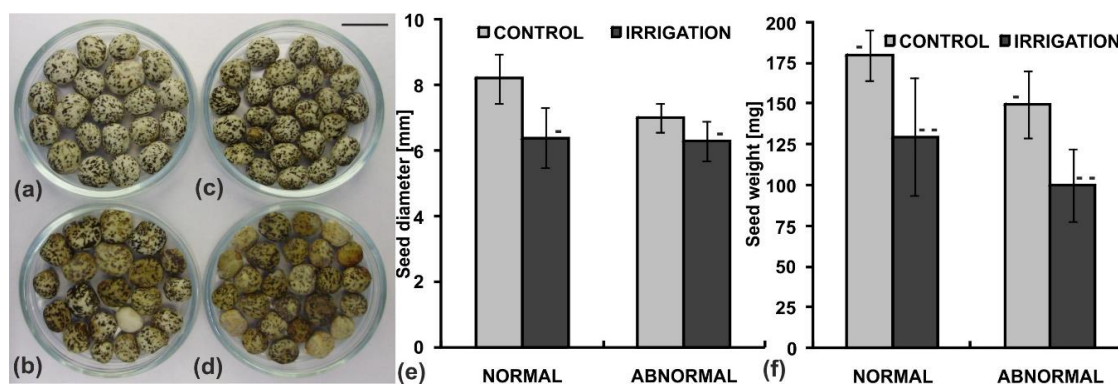 (a)
(c)
(b)
(d)
10
8
6
4
2
0
Seed diameter [mm]
CONTROL IRRIGATION
(e)
NORMAL ABNORMAL
200
175
150
125
100
75
50
25
0
Seed weight [mg]
CONTROL IRRIGATION
(f)
NORMAL ABNORMAL